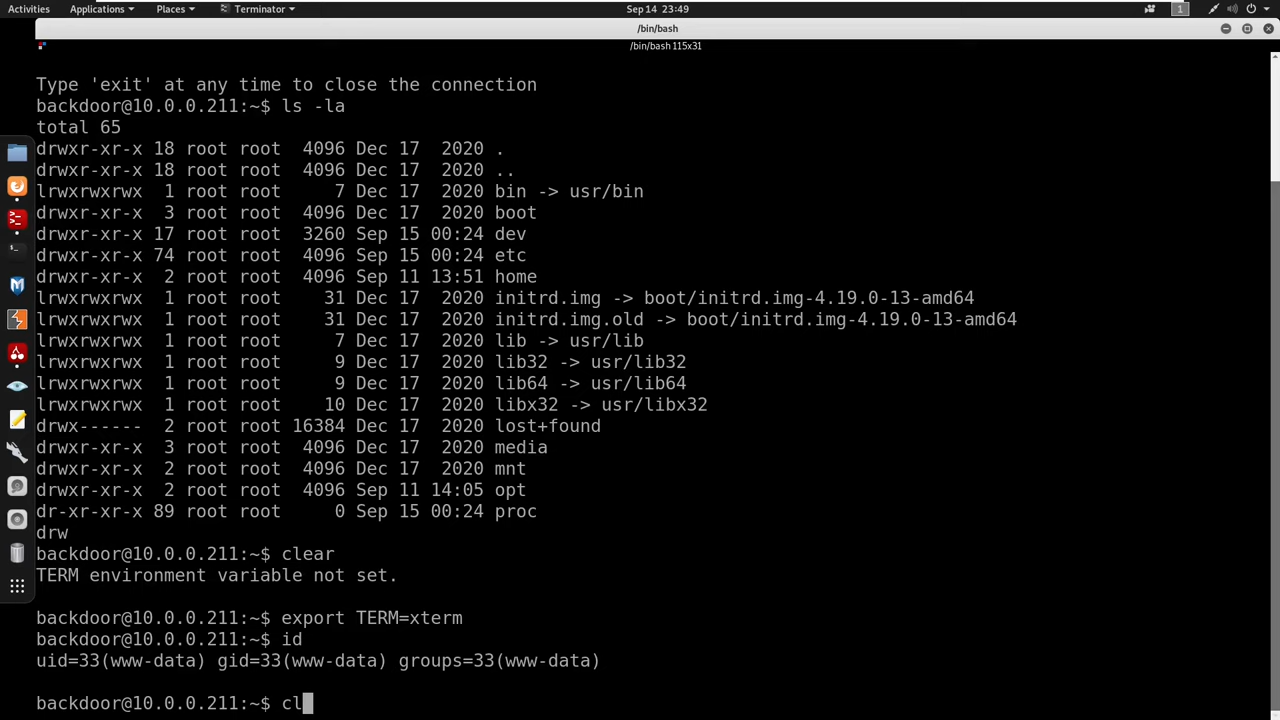 Activities Applications Places Terminator Sep 14 23:49 1
/bin/bash
/bin/bash 115x31
Type 'exit' at any time to close the connection
backdoor@10.0.0.211:~$ ls -la
total 65
drwxr-xr-x 18 root root  4096 Dec 17  2020 .
drwxr-xr-x 18 root root  4096 Dec 17  2020 ..
lrwxrwxrwx  1 root root     7 Dec 17  2020 bin -> usr/bin
drwxr-xr-x  3 root root  4096 Dec 17  2020 boot
drwxr-xr-x 17 root root  3260 Sep 15 00:24 dev
drwxr-xr-x 74 root root  4096 Sep 15 00:24 etc
drwxr-xr-x  2 root root  4096 Sep 11 13:51 home
lrwxrwxrwx  1 root root    31 Dec 17  2020 initrd.img -> boot/initrd.img-4.19.0-13-amd64
lrwxrwxrwx  1 root root    31 Dec 17  2020 initrd.img.old -> boot/initrd.img-4.19.0-13-amd64
lrwxrwxrwx  1 root root     7 Dec 17  2020 lib -> usr/lib
lrwxrwxrwx  1 root root     9 Dec 17  2020 lib32 -> usr/lib32
lrwxrwxrwx  1 root root     9 Dec 17  2020 lib64 -> usr/lib64
lrwxrwxrwx  1 root root    10 Dec 17  2020 libx32 -> usr/libx32
drwx------  2 root root 16384 Dec 17  2020 lost+found
drwxr-xr-x  3 root root  4096 Dec 17  2020 media
drwxr-xr-x  2 root root  4096 Dec 17  2020 mnt
drwxr-xr-x  2 root root  4096 Sep 11 14:05 opt
dr-xr-xr-x 89 root root     0 Sep 15 00:24 proc
drw
backdoor@10.0.0.211:~$ clear
TERM environment variable not set.
backdoor@10.0.0.211:~$ export TERM=xterm
backdoor@10.0.0.211:~$ id
uid=33(www-data) gid=33(www-data) groups=33(www-data)
backdoor@10.0.0.211:~$ cl